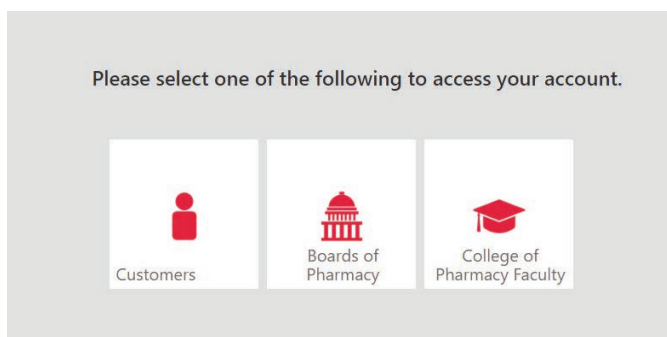 Please select one of the following to access your account.
Customers
Boards of
Pharmacy
College of
Pharmacy Faculty